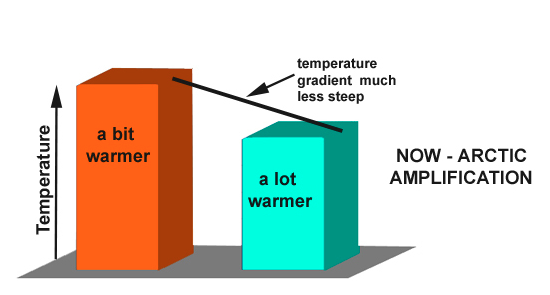 temperature
gradient much
less steep
a bit
warmer
Temperature
a lot
warmer
NOW - ARCTIC
AMPLIFICATION